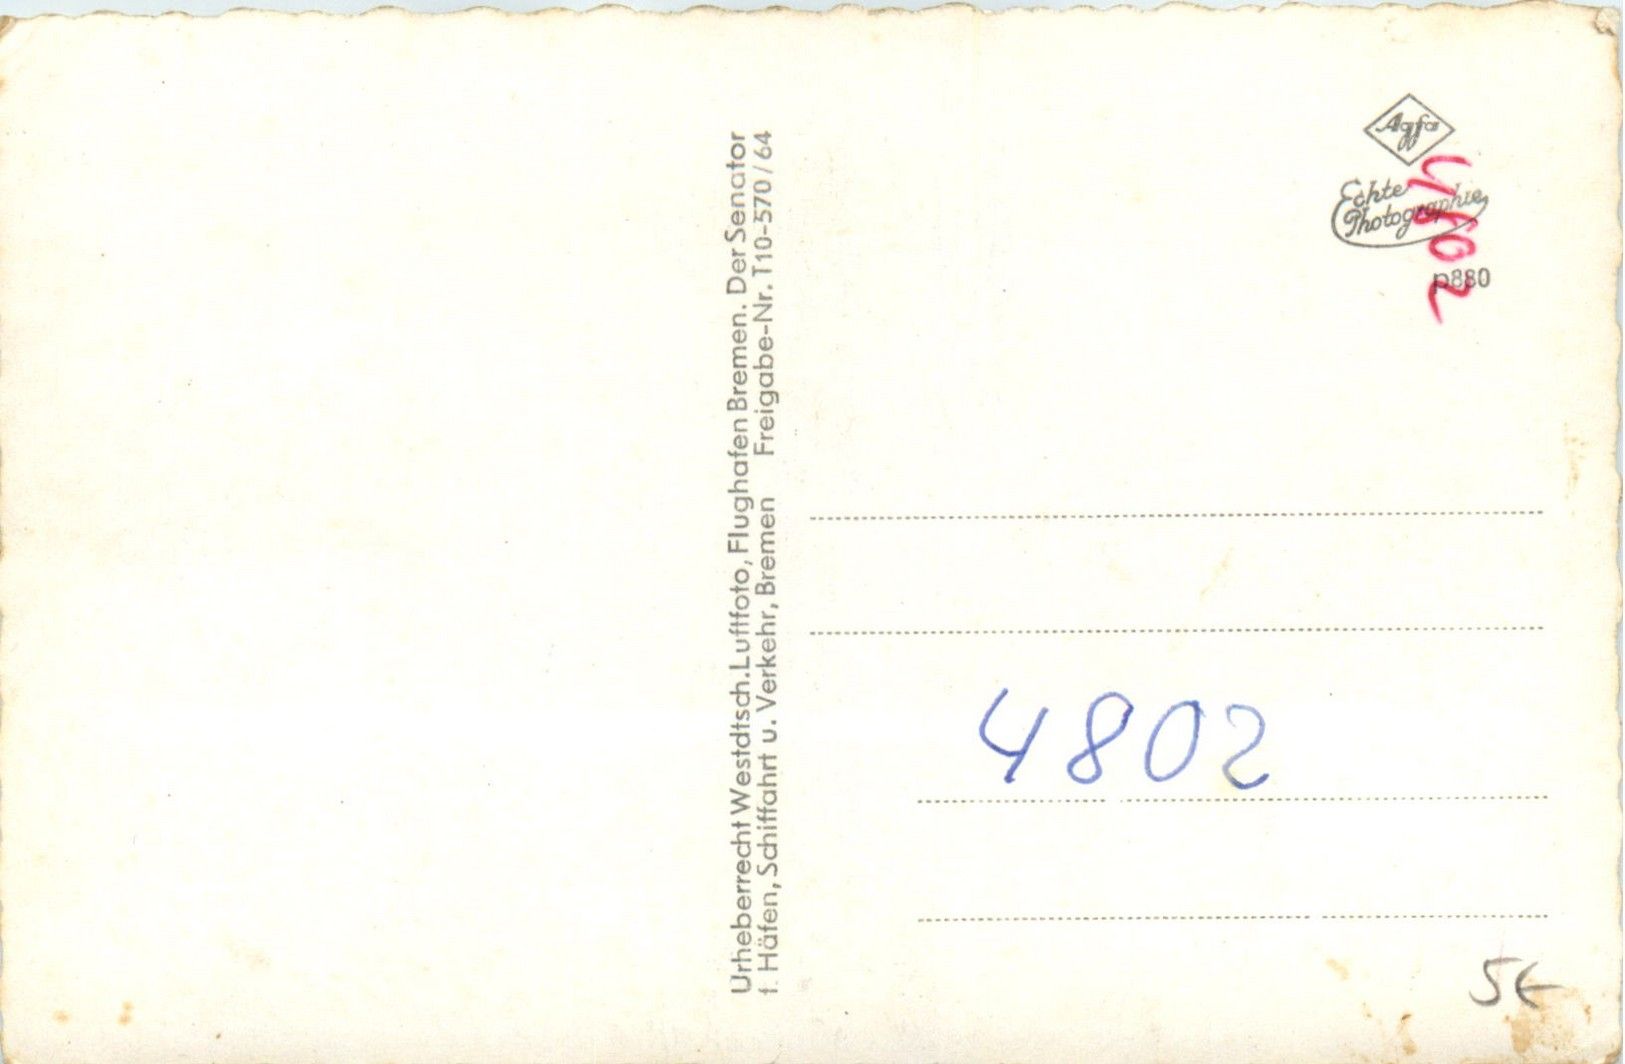 Urheberrecht Westdtsch. Luftfoto, Flughafen Bremen. Der Senator
f. Häfen, Schiffahrt u. Verkehr, Bremen Freigabe-Nr. T10-570/64
Agfa
Echte
Photographie
4802
p880
4802
5€